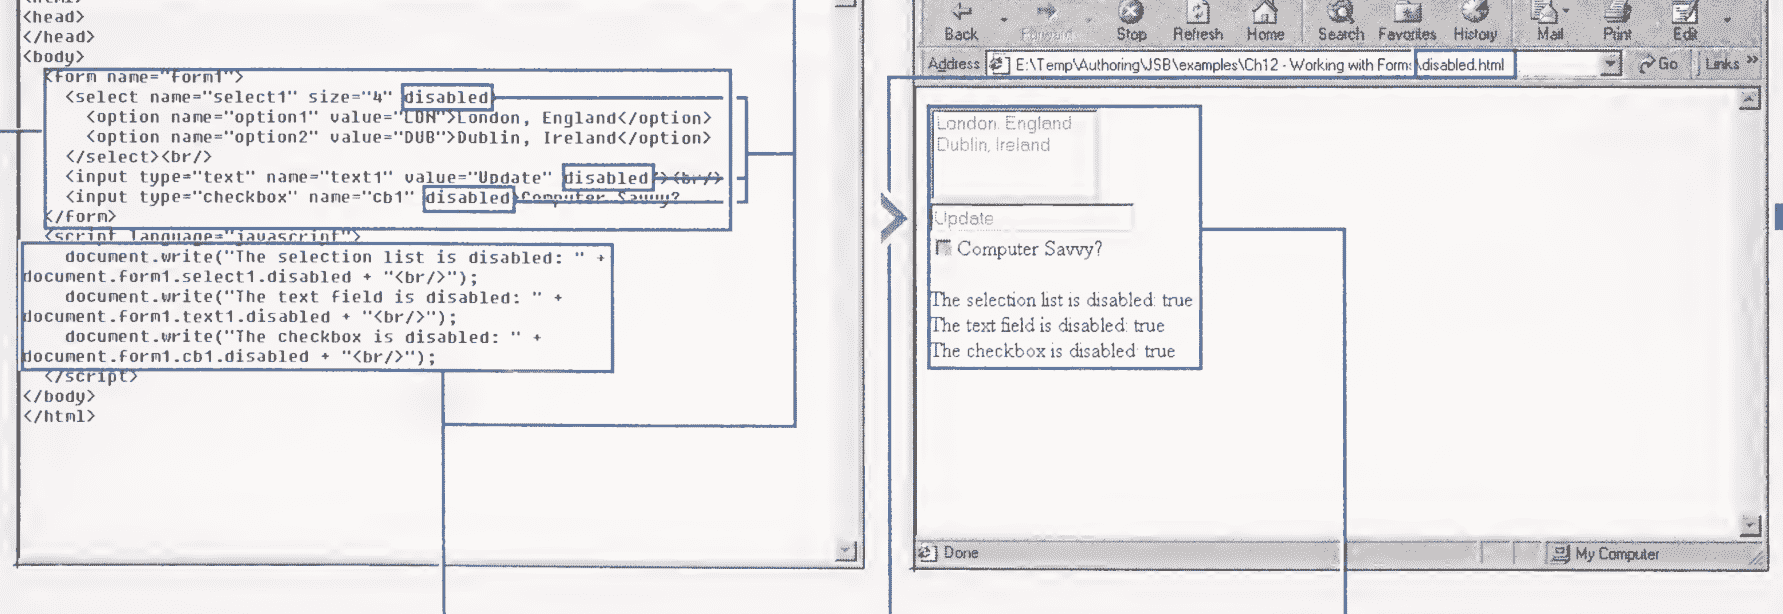 <html>
<head>
</head>
<body>
<form name="form1">
<select name="select1" size="4" disabled>
<option name="option1" value="LON">London, England</option>
<option name="option2" value="DUB">Dublin, Ireland</option>
</select><br/>
<input type="text" name="text1" value="Update" disabled/><br/>
<input type="checkbox" name="cb1" disabled>Computer Savvy?
</form>
<script language="javascript">
document.write("The selection list is disabled: " +
document.form1.select1.disabled + "<br/>");
document.write("The text field is disabled: " +
document.form1.text1.disabled + "<br/>");
document.write("The checkbox is disabled: " +
document.form1.cb1.disabled + "<br/>");
</script>
</body>
</html>
Back Forward Stop Refresh Home Search Favorites History Mail Print Edit
Address E:\Temp\Authoring\JSB\examples\Ch12 - Working with Forms\disabled.html Go Links »
London, England
Dublin, Ireland
Update
Computer Savvy?
The selection list is disabled: true
The text field is disabled: true
The checkbox is disabled: true
Done My Computer